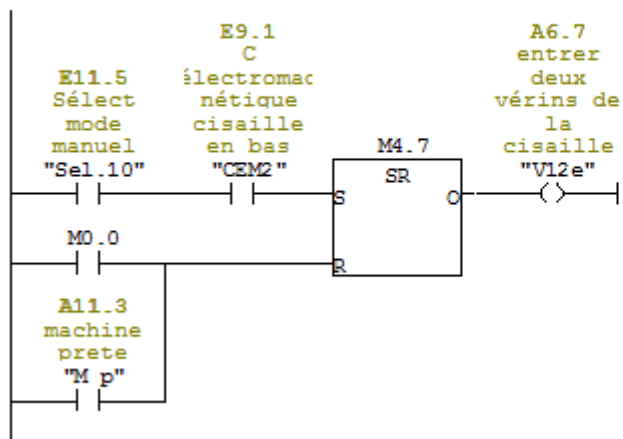 E9.1
C
électromac
nétique
cisaille
en bas
"CEM2"
E11.5
Sélect
mode
manuel
"Sel.10"
A6.7
entrer
deux
vérins de
la
cisaille
"V12e"
M4.7
SR
S
Q
R
M0.0
A11.3
machine
prete
"M p"